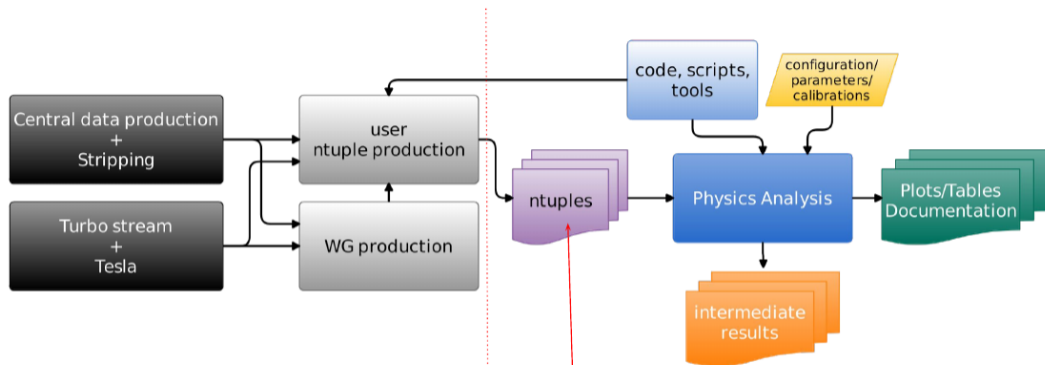 Central data production
+
Stripping
Turbo stream
+
Tesla
user
ntuple production
WG production
code, scripts,
tools
configuration/
parameters/
calibrations
ntuples
Physics Analysis
Plots/Tables
Documentation
intermediate
results